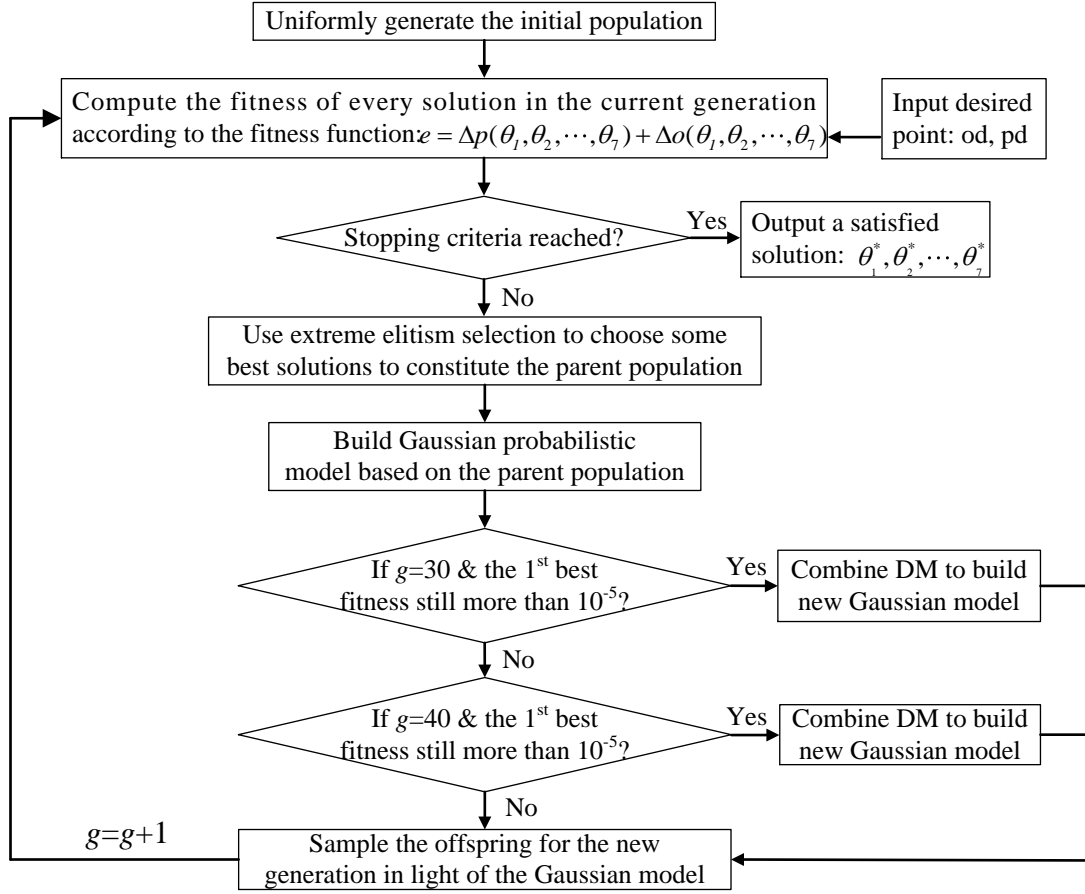 Uniformly generate the initial population
Compute the fitness of every solution in the current generation
according to the fitness function:e = Δp(θ₁,θ₂,⋯,θ₇) + Δo(θ₁,θ₂,⋯,θ₇)
Input desired
point: od, pd
Stopping criteria reached?
Yes
Output a satisfied
solution: θ₁*,θ₂*,⋯,θ₇*
No
Use extreme elitism selection to choose some
best solutions to constitute the parent population
Build Gaussian probabilistic
model based on the parent population
If g=30 & the 1st best
fitness still more than 10⁻⁵?
Yes
Combine DM to build
new Gaussian model
No
If g=40 & the 1st best
fitness still more than 10⁻⁵?
Yes
Combine DM to build
new Gaussian model
No
g=g+1
Sample the offspring for the new
generation in light of the Gaussian model